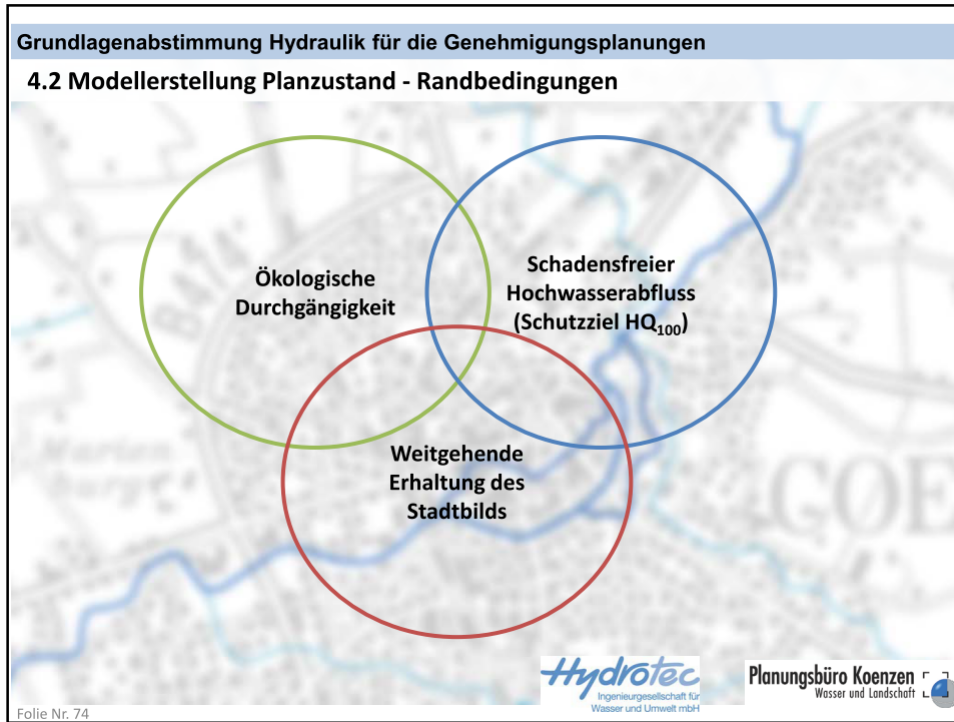 Grundlagenabstimmung Hydraulik für die Genehmigungsplanungen
4.2 Modellerstellung Planzustand - Randbedingungen
Ökologische
Durchgängigkeit
Schadensfreier
Hochwasserabfluss
(Schutzziel HQ100)
Weitgehende
Erhaltung des
Stadtbilds
GOE
Hydrotec
Ingenieurgesellschaft für
Wasser und Umwelt mbH
Planungsbüro Koenzen
Wasser und Landschaft
Folie Nr. 74